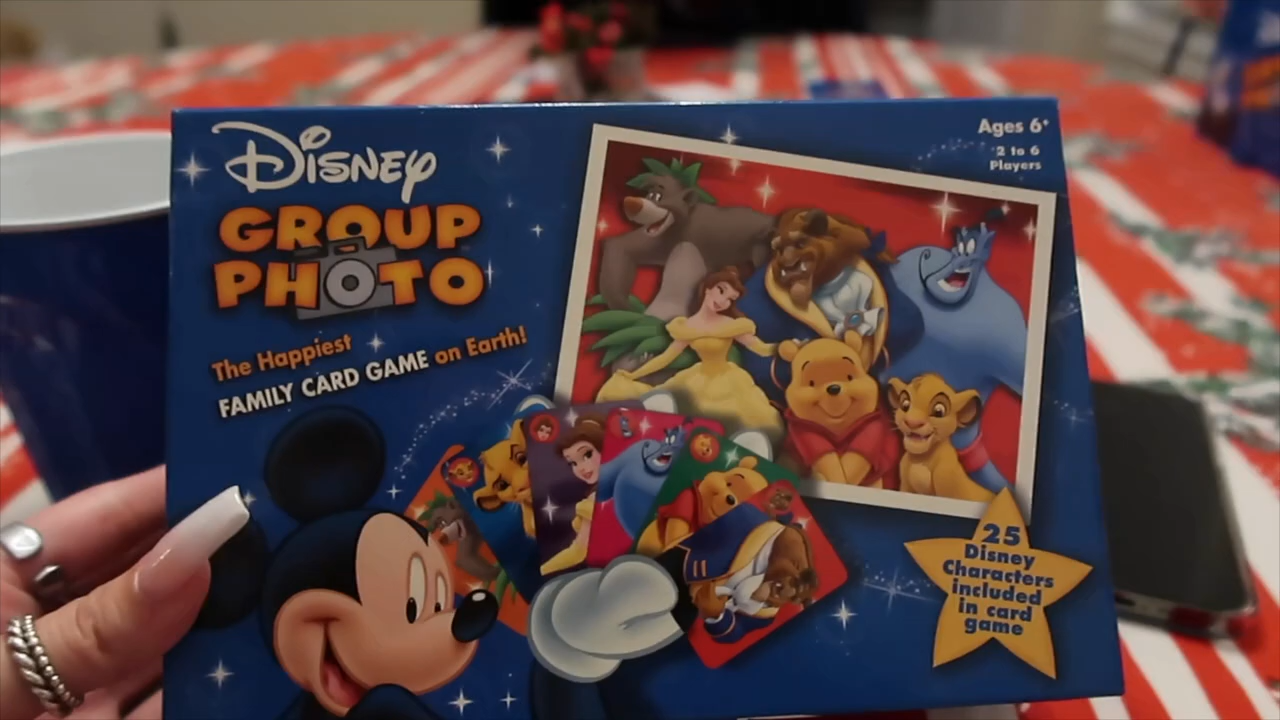 Disney
GROUP
PHOTO
The Happiest
FAMILY CARD GAME on Earth!
Ages 6+
2 to 6
Players
25
Disney
Characters
included
in card
game